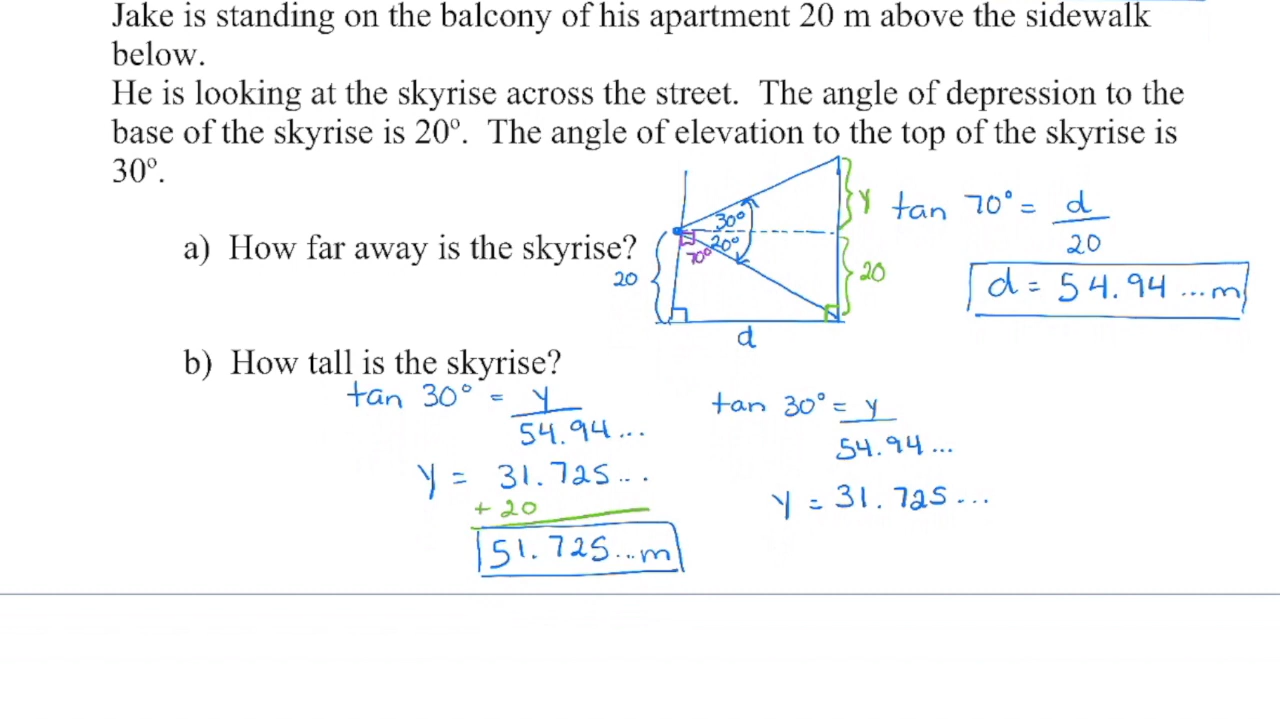 Jake is standing on the balcony of his apartment 20 m above the sidewalk
below.
He is looking at the skyrise across the street. The angle of depression to the
base of the skyrise is 20º. The angle of elevation to the top of the skyrise is
30º.
a) How far away is the skyrise?
30°
20°
70°
20
d
y
20
tan 70° = d
20
d = 54.94 ... m
b) How tall is the skyrise?
tan 30° = y
54.94 ...
y = 31.725 ...
+ 20
51.725 ... m
tan 30° = y
54.94 ...
y = 31.725 ...